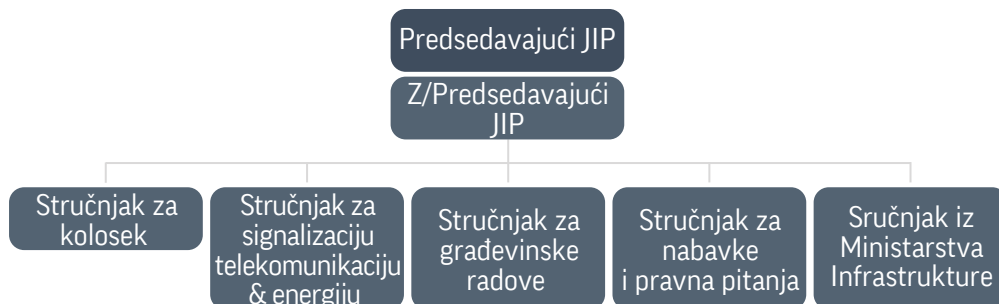 Predsedavajući JIP
Z/Predsedavajući
JIP
Stručnjak za
kolosek
Stručnjak za
signalizaciju
telekomunikaciju
& energiju
Stručnjak za
građevinske
radove
Stručnjak za
nabavke
i pravna pitanja
Sručnjak iz
Ministarstva
Infrastrukture